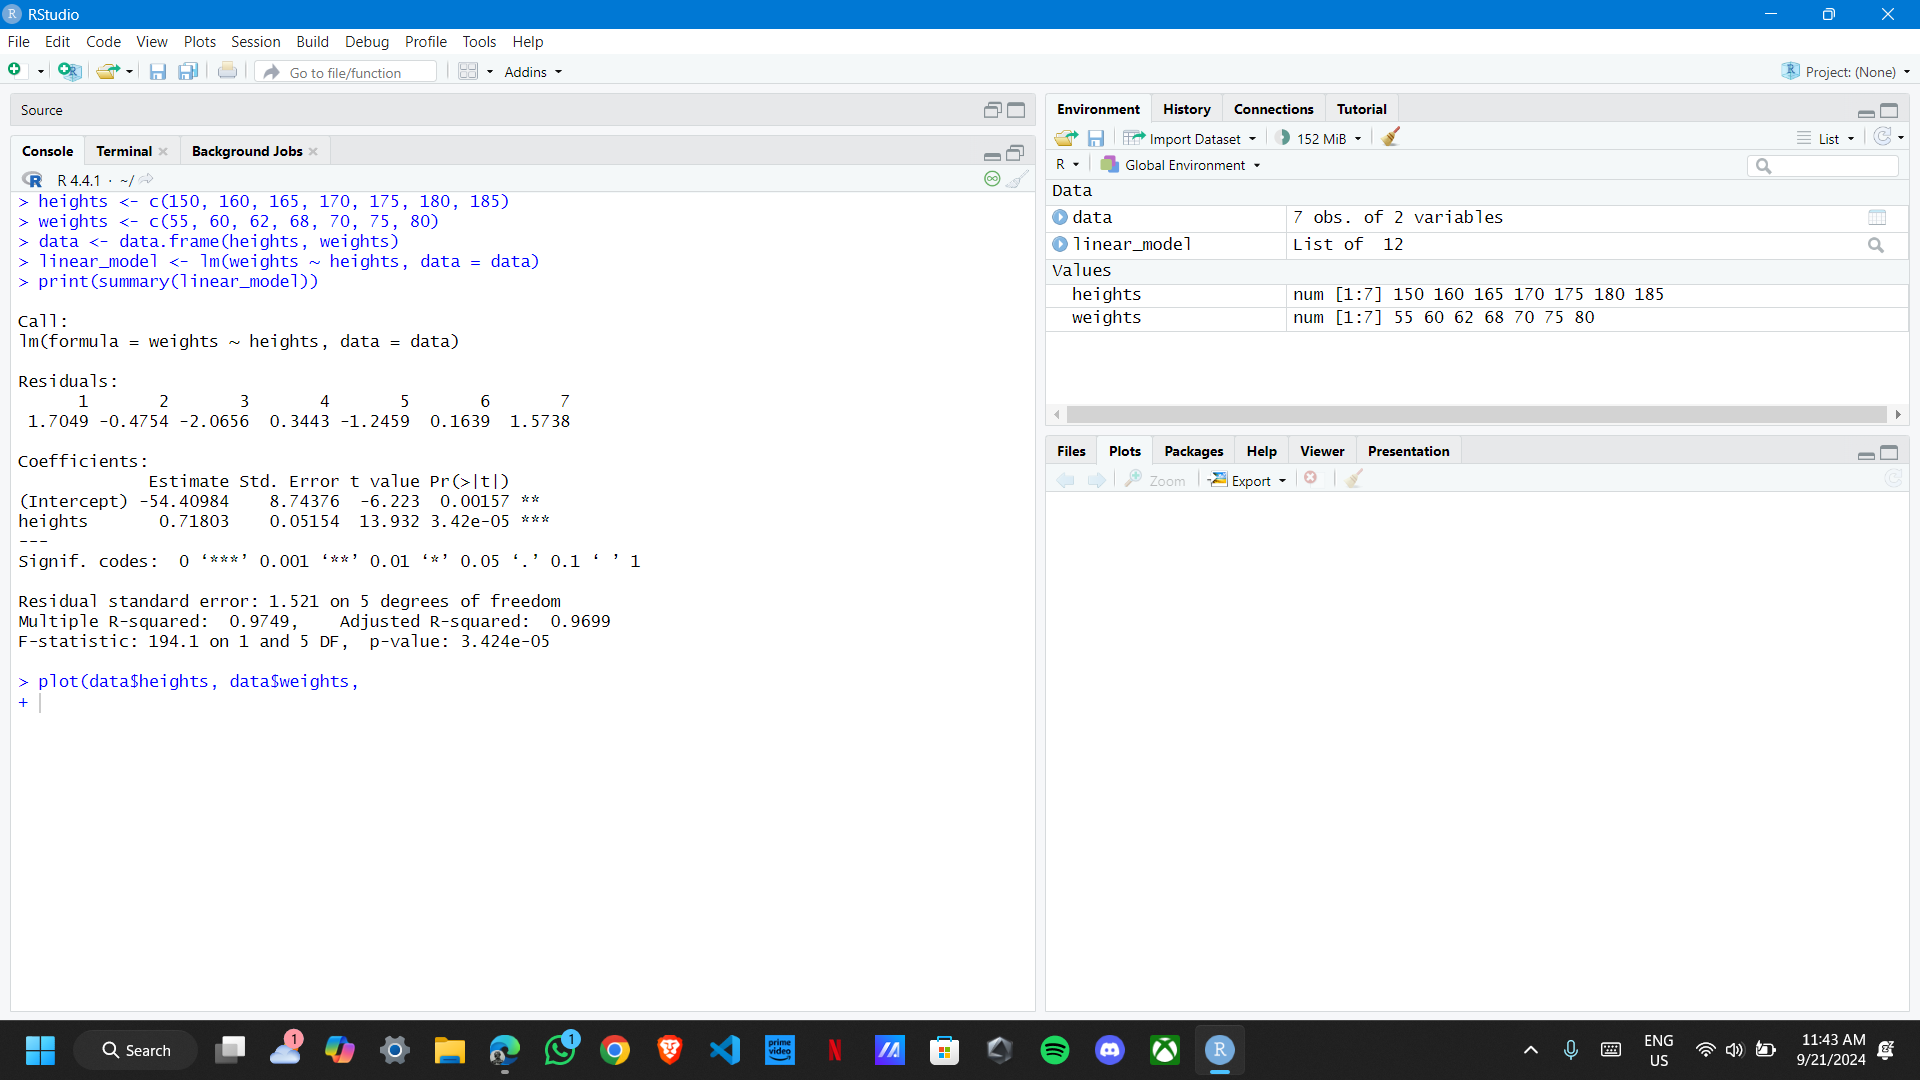 RStudio
File Edit Code View Plots Session Build Debug Profile Tools Help
Go to file/function Addins Project: (None)
Source
Console Terminal Background Jobs
R 4.4.1 · ~/
> heights <- c(150, 160, 165, 170, 175, 180, 185)
> weights <- c(55, 60, 62, 68, 70, 75, 80)
> data <- data.frame(heights, weights)
> linear_model <- lm(weights ~ heights, data = data)
> print(summary(linear_model))
Call:
lm(formula = weights ~ heights, data = data)
Residuals:
      1       2       3       4       5       6       7
 1.7049 -0.4754 -2.0656  0.3443 -1.2459  0.1639  1.5738
Coefficients:
             Estimate Std. Error t value Pr(>|t|)
(Intercept) -54.40984    8.74376  -6.223  0.00157 **
heights       0.71803    0.05154  13.932 3.42e-05 ***
---
Signif. codes:  0 ‘***’ 0.001 ‘**’ 0.01 ‘*’ 0.05 ‘.’ 0.1 ‘ ’ 1
Residual standard error: 1.521 on 5 degrees of freedom
Multiple R-squared:  0.9749,    Adjusted R-squared:  0.9699
F-statistic: 194.1 on 1 and 5 DF,  p-value: 3.424e-05
> plot(data$heights, data$weights,
+
Environment History Connections Tutorial
Import Dataset 152 MiB List
R Global Environment
Data
data 7 obs. of 2 variables
linear_model List of  12
Values
heights num [1:7] 150 160 165 170 175 180 185
weights num [1:7] 55 60 62 68 70 75 80
Files Plots Packages Help Viewer Presentation
Zoom Export
Search
1
1
prime video
N
R
ENG
US
11:43 AM
9/21/2024